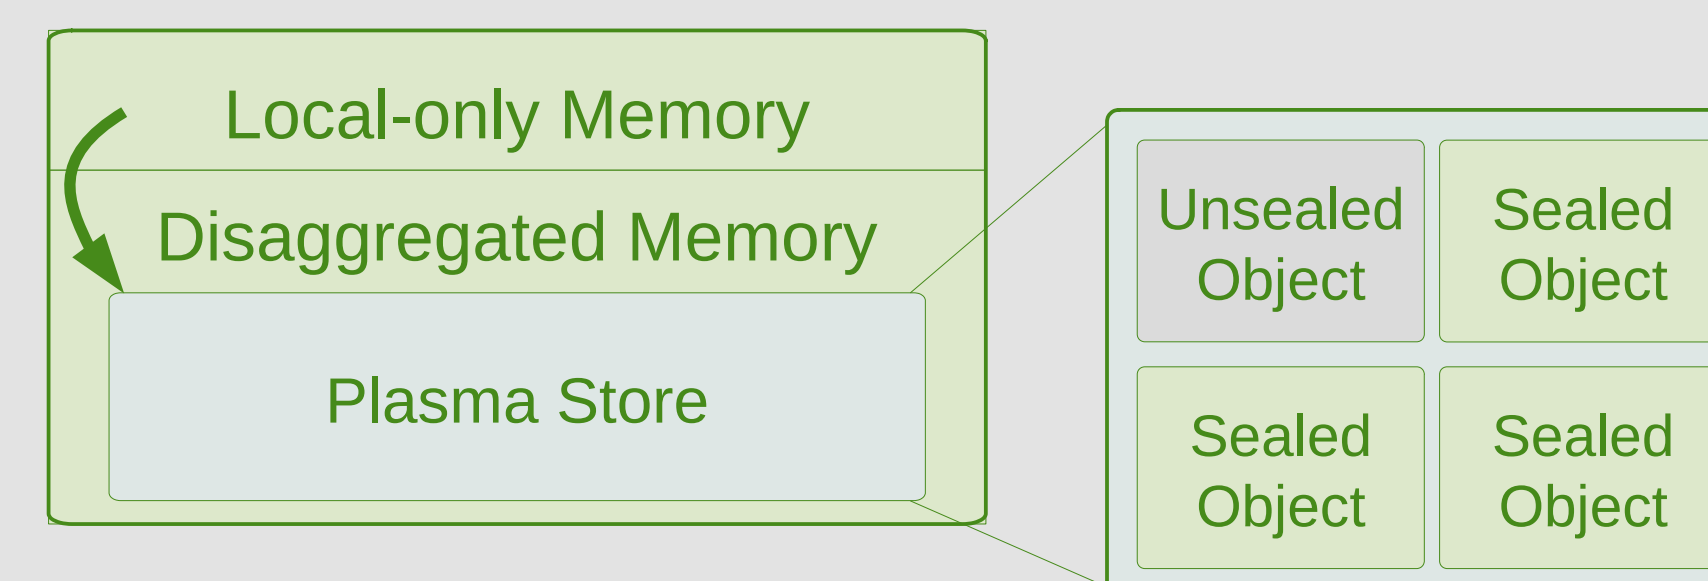 Local-only Memory
Disaggregated Memory
Plasma Store
Unsealed
Object
Sealed
Object
Sealed
Object
Sealed
Object